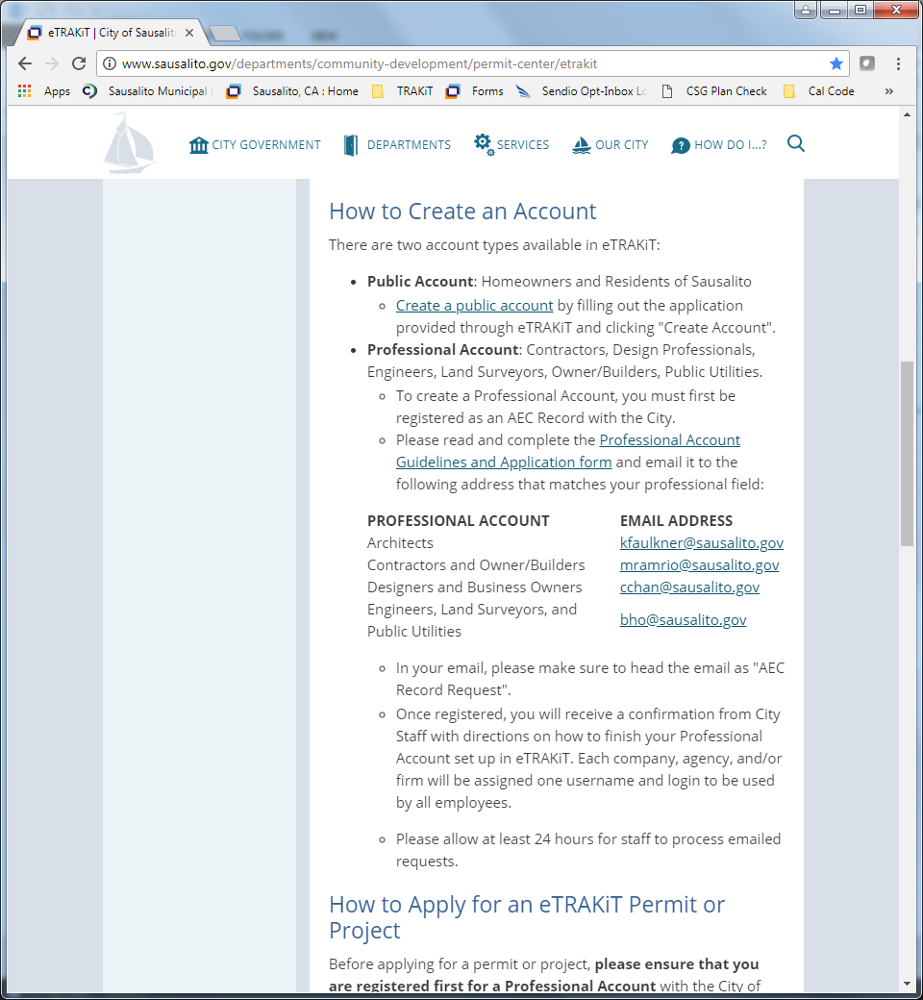 eTRAKiT | City of Sausalit
www.sausalito.gov/departments/community-development/permit-center/etrakit
Apps Sausalito Municipal Sausalito, CA : Home TRAKiT Forms Sendio Opt-Inbox Lo CSG Plan Check Cal Code »
CITY GOVERNMENT DEPARTMENTS SERVICES OUR CITY HOW DO I...?
How to Create an Account
There are two account types available in eTRAKiT:
• Public Account: Homeowners and Residents of Sausalito
◦ Create a public account by filling out the application
provided through eTRAKiT and clicking "Create Account".
• Professional Account: Contractors, Design Professionals,
Engineers, Land Surveyors, Owner/Builders, Public Utilities.
◦ To create a Professional Account, you must first be
registered as an AEC Record with the City.
◦ Please read and complete the Professional Account
Guidelines and Application form and email it to the
following address that matches your professional field:
PROFESSIONAL ACCOUNT EMAIL ADDRESS
Architects kfaulkner@sausalito.gov
Contractors and Owner/Builders mramrio@sausalito.gov
Designers and Business Owners cchan@sausalito.gov
Engineers, Land Surveyors, and
Public Utilities bho@sausalito.gov
◦ In your email, please make sure to head the email as "AEC
Record Request".
◦ Once registered, you will receive a confirmation from City
Staff with directions on how to finish your Professional
Account set up in eTRAKiT. Each company, agency, and/or
firm will be assigned one username and login to be used
by all employees.
◦ Please allow at least 24 hours for staff to process emailed
requests.
How to Apply for an eTRAKiT Permit or
Project
Before applying for a permit or project, please ensure that you
are registered first for a Professional Account with the City of